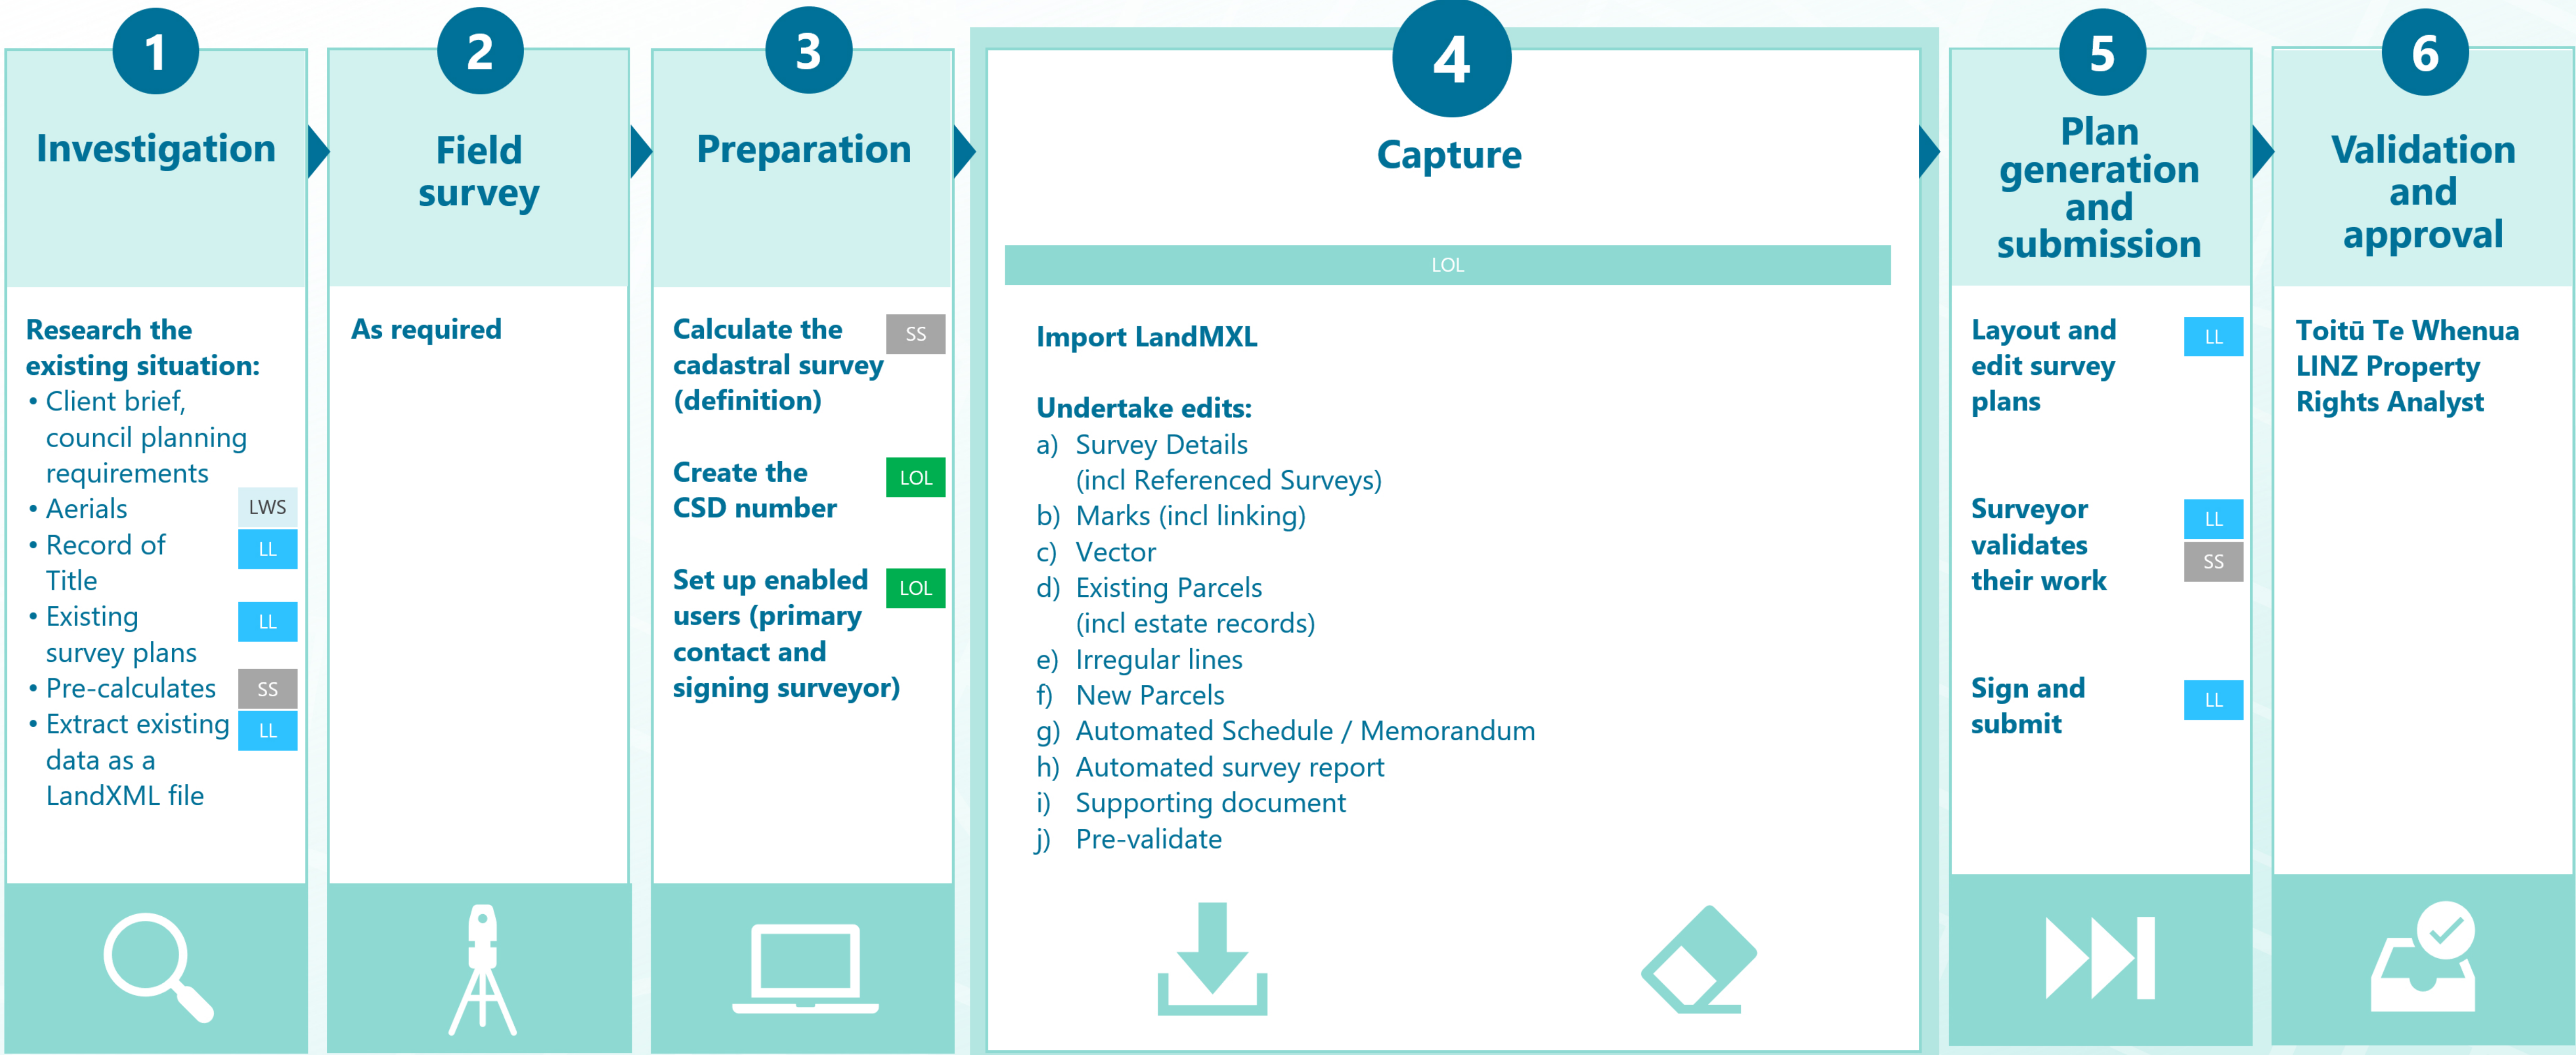 1
Investigation
Research the
existing situation:
• Client brief,
council planning
requirements
• Aerials LWS
• Record of LL
Title
• Existing LL
survey plans
• Pre-calculates SS
• Extract existing LL
data as a
LandXML file
2
Field
survey
As required
3
Preparation
Calculate the SS
cadastral survey
(definition)
Create the LOL
CSD number
Set up enabled LOL
users (primary
contact and
signing surveyor)
4
Capture
LOL
Import LandMXL
Undertake edits:
a) Survey Details
(incl Referenced Surveys)
b) Marks (incl linking)
c) Vector
d) Existing Parcels
(incl estate records)
e) Irregular lines
f) New Parcels
g) Automated Schedule / Memorandum
h) Automated survey report
i) Supporting document
j) Pre-validate
5
Plan
generation
and
submission
Layout and LL
edit survey
plans
Surveyor LL
validates SS
their work
Sign and LL
submit
6
Validation
and
approval
Toitū Te Whenua
LINZ Property
Rights Analyst